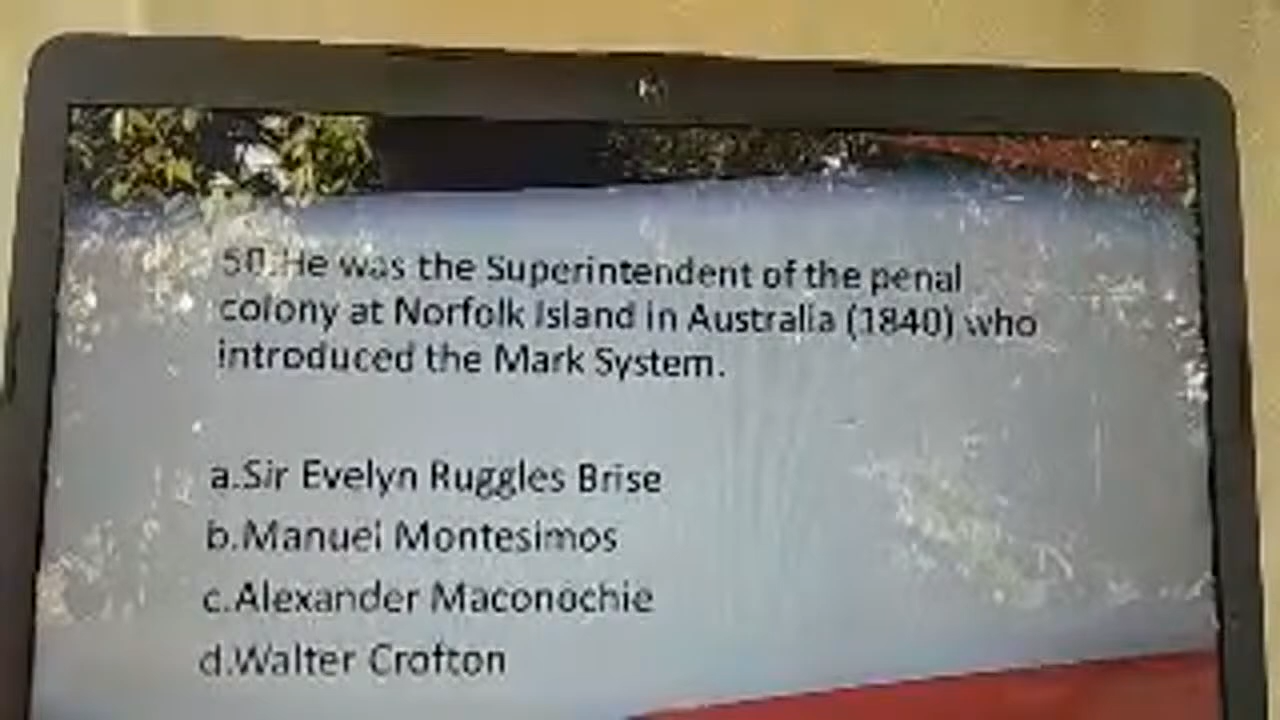 50.He was the Superintendent of the penal
colony at Norfolk Island in Australia (1840) who
introduced the Mark System.
a.Sir Evelyn Ruggles Brise
b.Manuel Montesimos
c.Alexander Maconochie
d.Walter Crofton